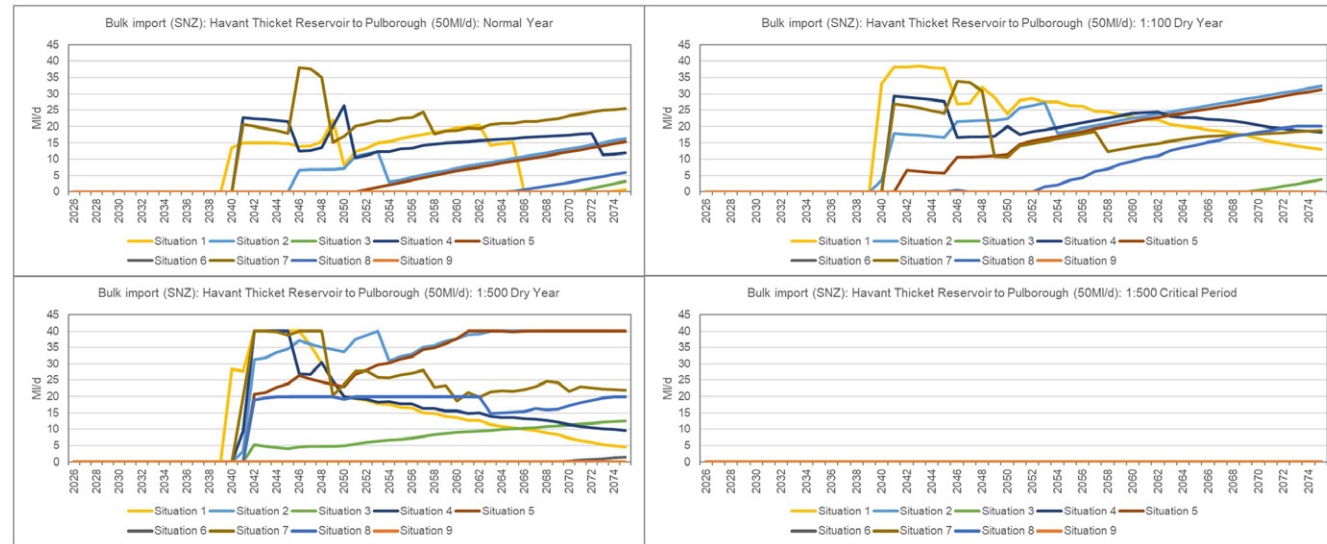 Bulk import (SNZ): Havant Thicket Reservoir to Pulborough (50Ml/d): Normal Year
45
40
35
30
25
20
15
10
5
0
Ml/d
2026 2028 2030 2032 2034 2036 2038 2040 2042 2044 2046 2048 2050 2052 2054 2056 2058 2060 2062 2064 2066 2068 2070 2072 2074
Situation 1 Situation 2 Situation 3 Situation 4 Situation 5
Situation 6 Situation 7 Situation 8 Situation 9
Bulk import (SNZ): Havant Thicket Reservoir to Pulborough (50Ml/d): 1:100 Dry Year
45
40
35
30
25
20
15
10
5
0
Ml/d
2026 2028 2030 2032 2034 2036 2038 2040 2042 2044 2046 2048 2050 2052 2054 2056 2058 2060 2062 2064 2066 2068 2070 2072 2074
Situation 1 Situation 2 Situation 3 Situation 4 Situation 5
Situation 6 Situation 7 Situation 8 Situation 9
Bulk import (SNZ): Havant Thicket Reservoir to Pulborough (50Ml/d): 1:500 Dry Year
45
40
35
30
25
20
15
10
5
0
Ml/d
2026 2028 2030 2032 2034 2036 2038 2040 2042 2044 2046 2048 2050 2052 2054 2056 2058 2060 2062 2064 2066 2068 2070 2072 2074
Situation 1 Situation 2 Situation 3 Situation 4 Situation 5
Situation 6 Situation 7 Situation 8 Situation 9
Bulk import (SNZ): Havant Thicket Reservoir to Pulborough (50Ml/d): 1:500 Critical Period
45
40
35
30
25
20
15
10
5
0
Ml/d
2026 2028 2030 2032 2034 2036 2038 2040 2042 2044 2046 2048 2050 2052 2054 2056 2058 2060 2062 2064 2066 2068 2070 2072 2074
Situation 1 Situation 2 Situation 3 Situation 4 Situation 5
Situation 6 Situation 7 Situation 8 Situation 9